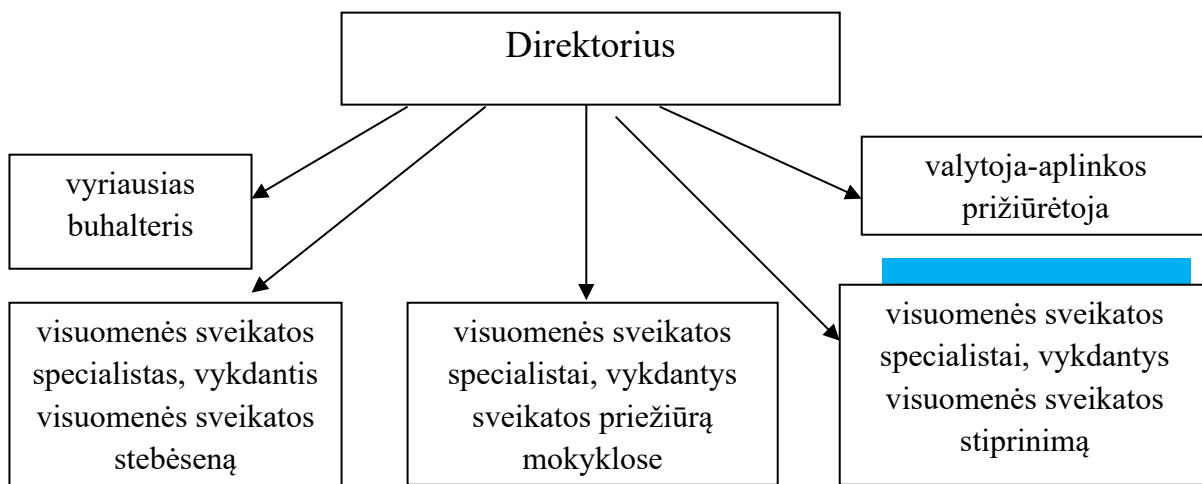 Direktorius
vyriausias
buhalteris
valytoja-aplinkos
prižiūrėtoja
visuomenės sveikatos
specialistas, vykdantis
visuomenės sveikatos
stebėseną
visuomenės sveikatos
specialistai, vykdantys
sveikatos priežiūrą
mokyklose
visuomenės sveikatos
specialistai, vykdantys
visuomenės sveikatos
stiprinimą